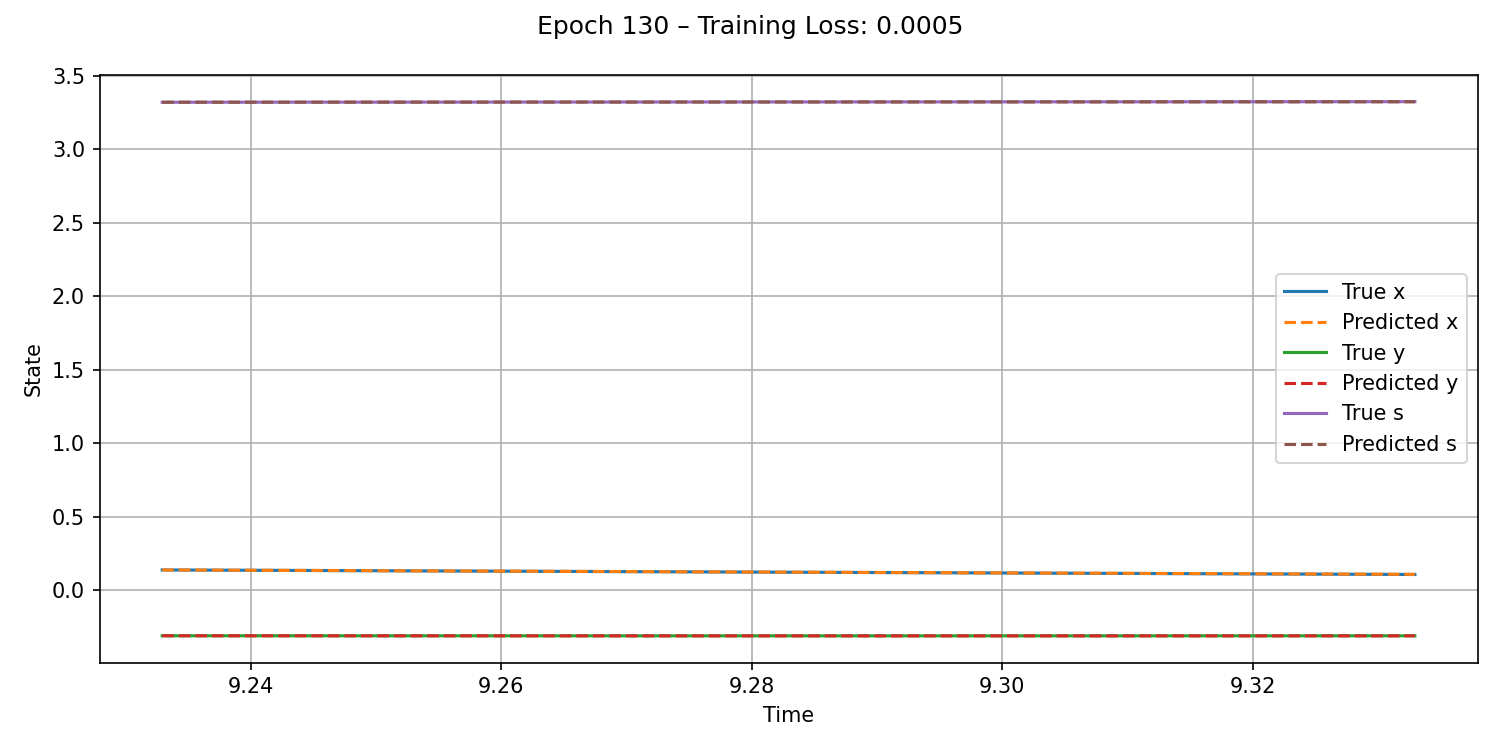 Epoch 130 – Training Loss: 0.0005
3.5
3.0
2.5
2.0
1.5
1.0
0.5
0.0
State
True x
Predicted x
True y
Predicted y
True s
Predicted s
9.24 9.26 9.28 9.30 9.32
Time